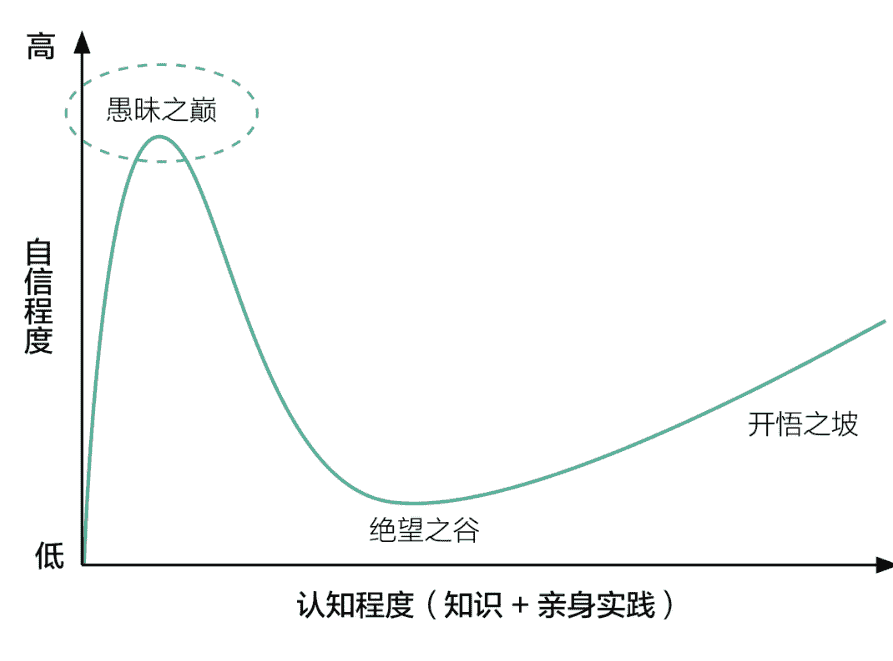 高
愚昧之巅
自信程度
开悟之坡
绝望之谷
低
认知程度（知识 + 亲身实践）